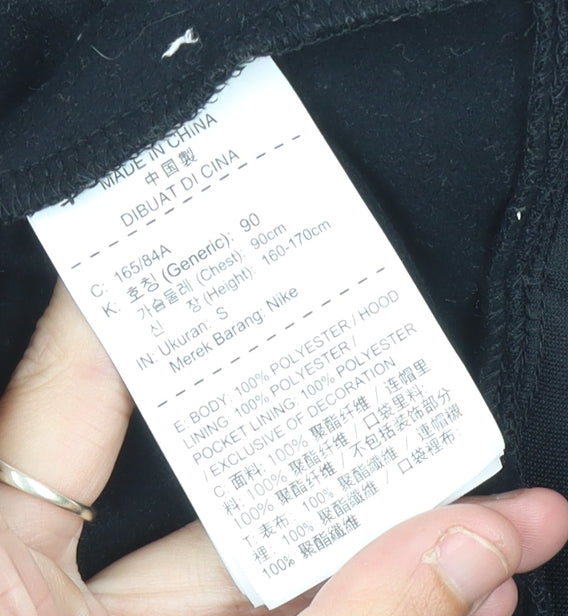 MADE IN CHINA
中国製
DIBUAT DI CINA
C: 165/84A
K: 호칭 (Generic): 90
가슴둘레 (Chest): 90cm
신 장 (Height): 160-170cm
IN: Ukuran: S
Merek Barang: Nike
E: BODY: 100% POLYESTER / HOOD
LINING: 100% POLYESTER /
POCKET LINING: 100% POLYESTER
/ EXCLUSIVE OF DECORATION
C: 面料: 100% 聚酯纤维 / 连帽里
料: 100% 聚酯纤维 / 口袋里料:
100% 聚酯纤维 / 不包括装饰部分
T: 表布: 100% 聚酯纖維 / 連帽襯
裡: 100% 聚酯纖維 / 口袋裡布:
100% 聚酯纖維